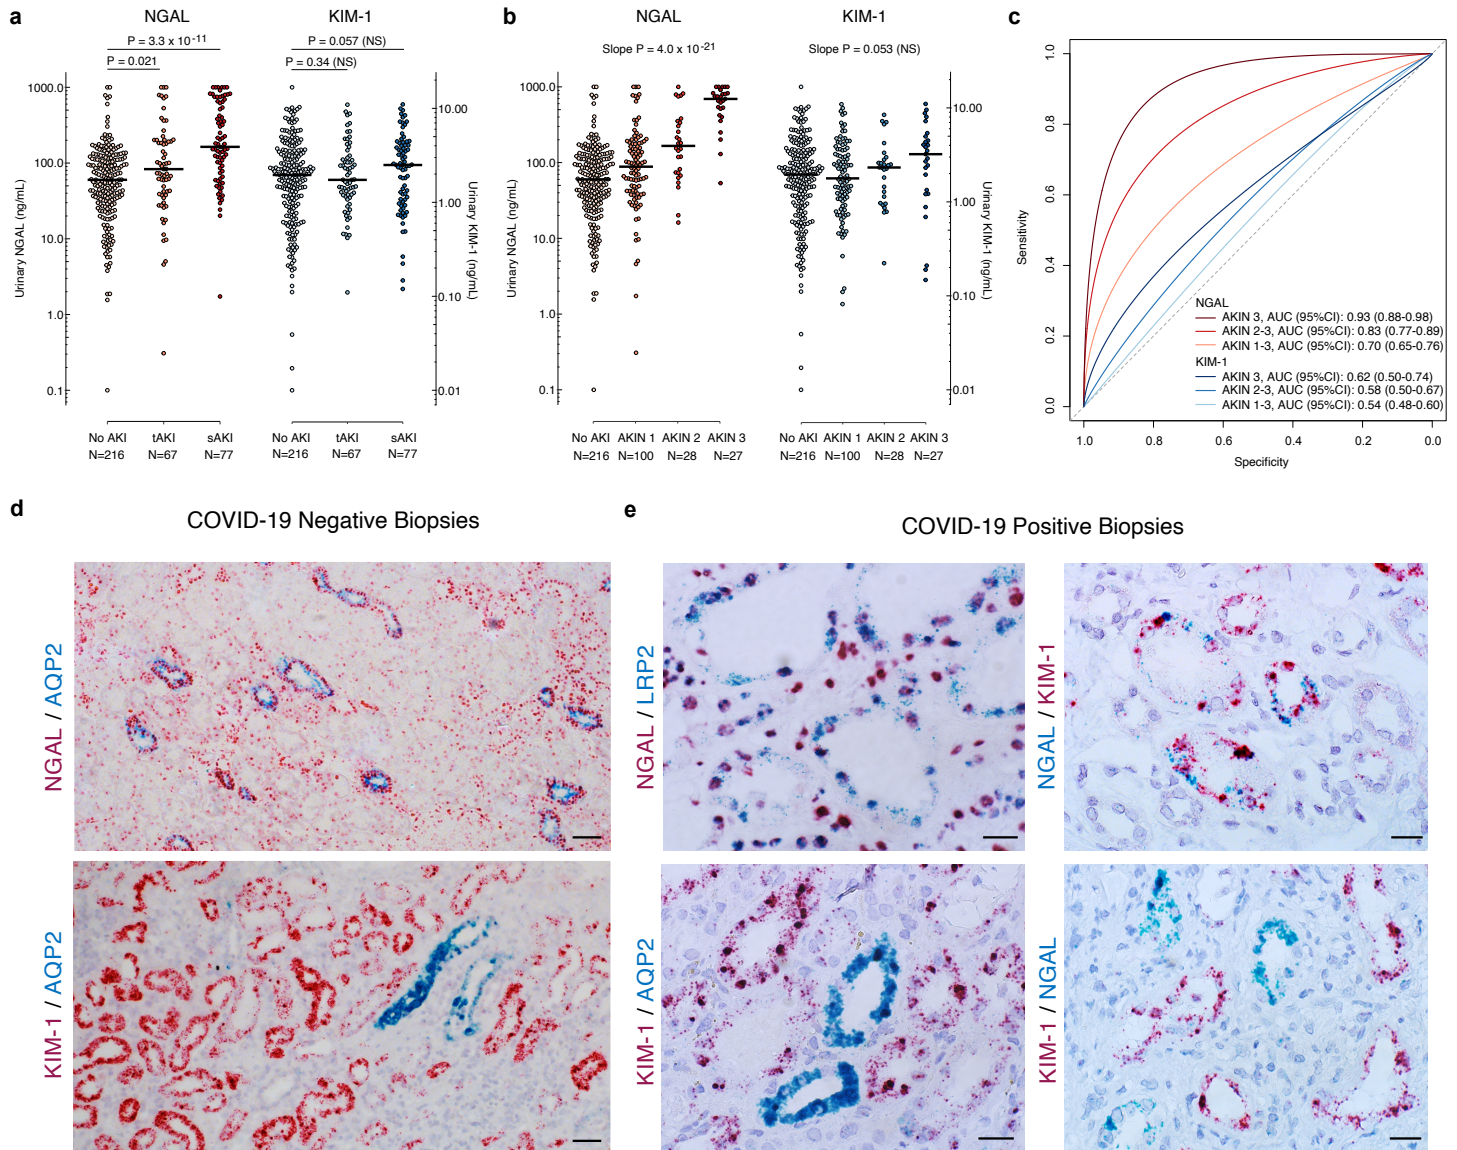 a
NGAL
KIM-1
P = 3.3 x 10-11
P = 0.021
P = 0.057 (NS)
P = 0.34 (NS)
Urinary NGAL (ng/mL)
1000.0
100.0
10.0
1.0
0.1
10.00
1.00
0.10
0.01
Urinary KIM-1 (ng/mL)
No AKI
N=216
tAKI
N=67
sAKI
N=77
No AKI
N=216
tAKI
N=67
sAKI
N=77
b
NGAL
KIM-1
Slope P = 4.0 x 10-21
Slope P = 0.053 (NS)
Urinary NGAL (ng/mL)
1000.0
100.0
10.0
1.0
0.1
10.00
1.00
0.10
0.01
Urinary KIM-1 (ng/mL)
No AKI
N=216
AKIN 1
N=100
AKIN 2
N=28
AKIN 3
N=27
No AKI
N=216
AKIN 1
N=100
AKIN 2
N=28
AKIN 3
N=27
c
Sensitivity
1.0
0.8
0.6
0.4
0.2
0.0
NGAL
AKIN 3, AUC (95%CI): 0.93 (0.88-0.98)
AKIN 2-3, AUC (95%CI): 0.83 (0.77-0.89)
AKIN 1-3, AUC (95%CI): 0.70 (0.65-0.76)
KIM-1
AKIN 3, AUC (95%CI): 0.62 (0.50-0.74)
AKIN 2-3, AUC (95%CI): 0.58 (0.50-0.67)
AKIN 1-3, AUC (95%CI): 0.54 (0.48-0.60)
1.0 0.8 0.6 0.4 0.2 0.0
Specificity
d
COVID-19 Negative Biopsies
NGAL / AQP2
KIM-1 / AQP2
e
COVID-19 Positive Biopsies
NGAL / LRP2
NGAL / KIM-1
KIM-1 / AQP2
KIM-1 / NGAL